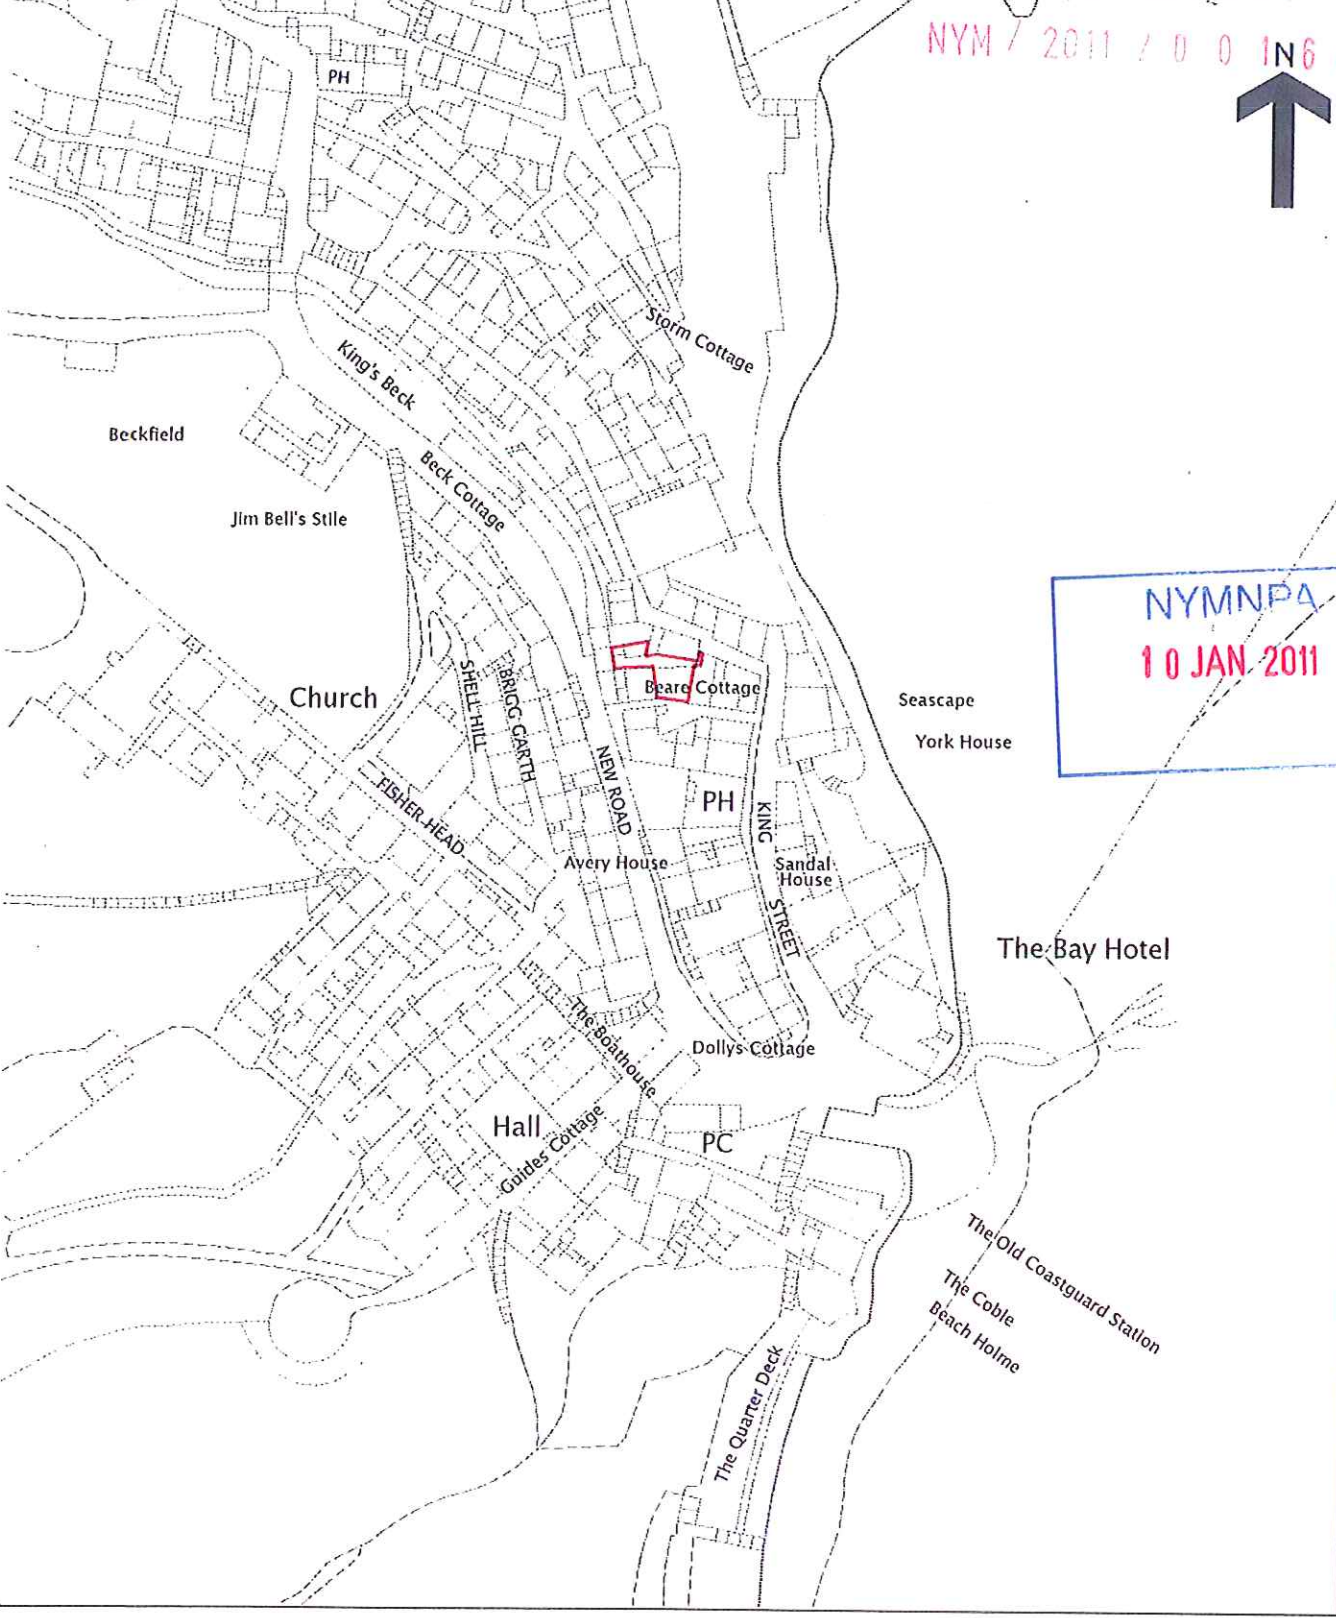 NYM / 2011 / 0 0 1 6
N
PH
Storm Cottage
King's Beck
Beckfield
Beck Cottage
Jim Bell's Stile
NYMNPA
10 JAN 2011
Church
SHELL HILL
BRIGG GARTH
Beare Cottage
Seascape
York House
NEW ROAD
PH
KING STREET
FISHER HEAD
Avery House
Sandal
House
The Bay Hotel
The Boathouse
Dollys Cottage
Hall
Guides Cottage
PC
The Old Coastguard Station
The Coble
Beach Holme
The Quarter Deck